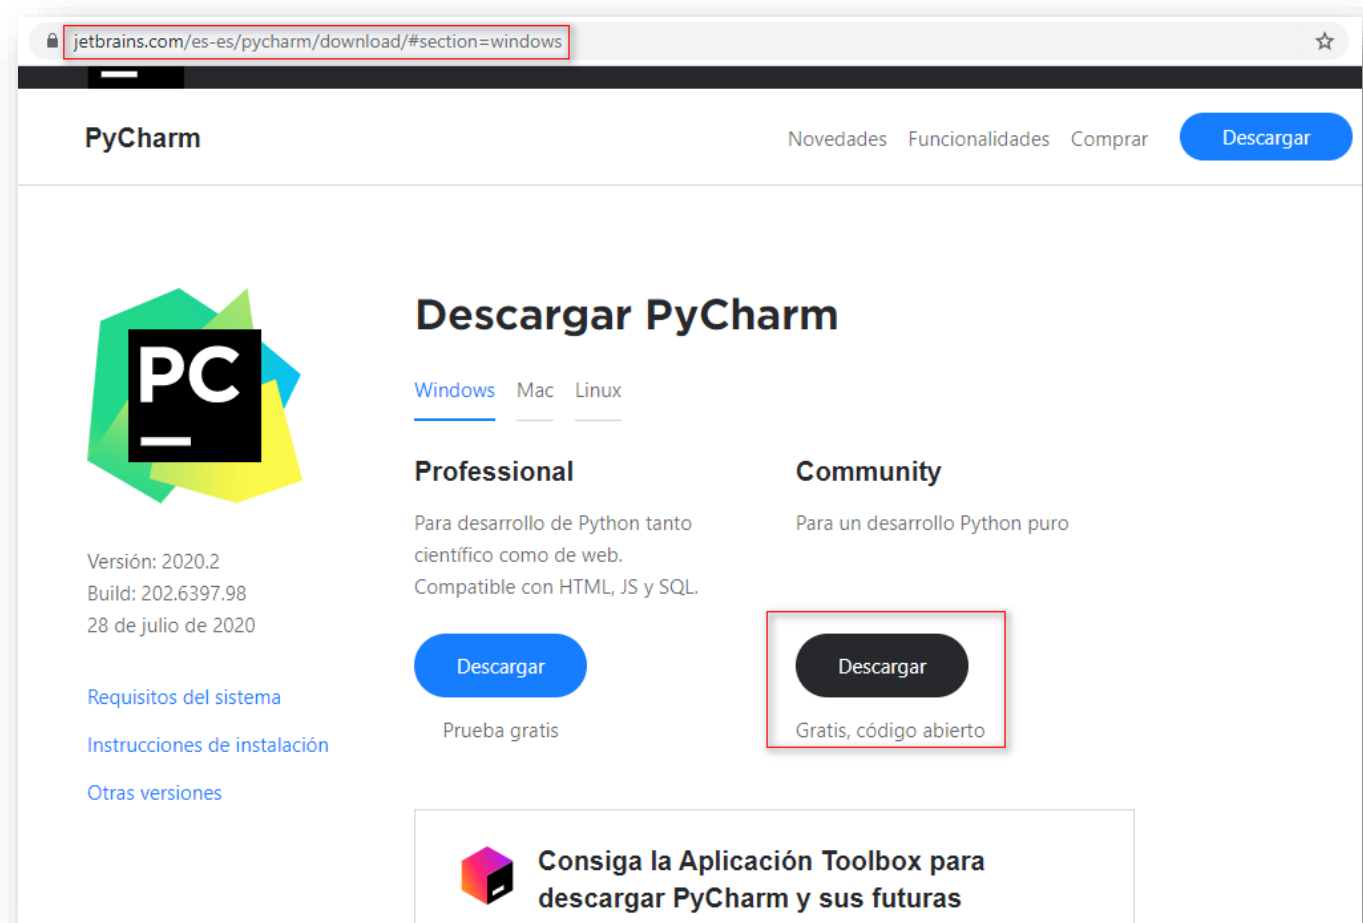 jetbrains.com/es-es/pycharm/download/#section=windows
PyCharm
Novedades Funcionalidades Comprar Descargar
PC
Descargar PyCharm
Windows Mac Linux
Professional
Para desarrollo de Python tanto
científico como de web.
Compatible con HTML, JS y SQL.
Descargar
Prueba gratis
Community
Para un desarrollo Python puro
Descargar
Gratis, código abierto
Versión: 2020.2
Build: 202.6397.98
28 de julio de 2020
Requisitos del sistema
Instrucciones de instalación
Otras versiones
Consiga la Aplicación Toolbox para
descargar PyCharm y sus futuras